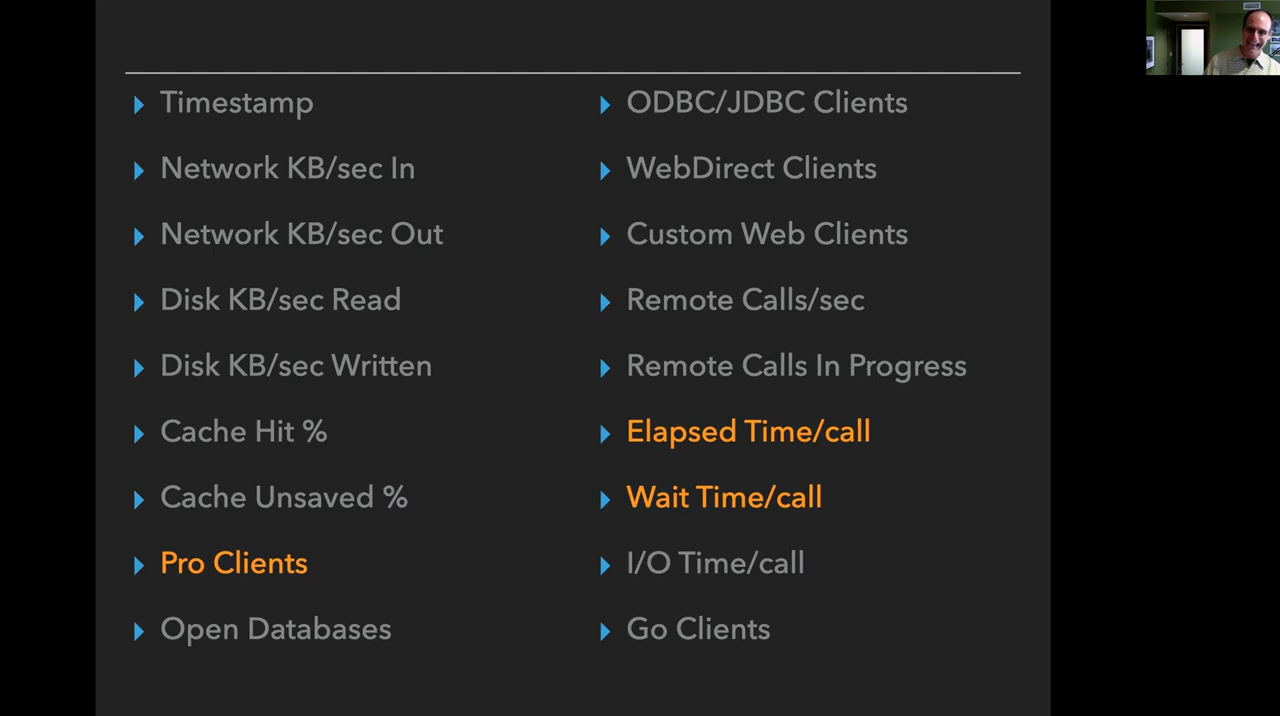 Timestamp
Network KB/sec In
Network KB/sec Out
Disk KB/sec Read
Disk KB/sec Written
Cache Hit %
Cache Unsaved %
Pro Clients
Open Databases
ODBC/JDBC Clients
WebDirect Clients
Custom Web Clients
Remote Calls/sec
Remote Calls In Progress
Elapsed Time/call
Wait Time/call
I/O Time/call
Go Clients